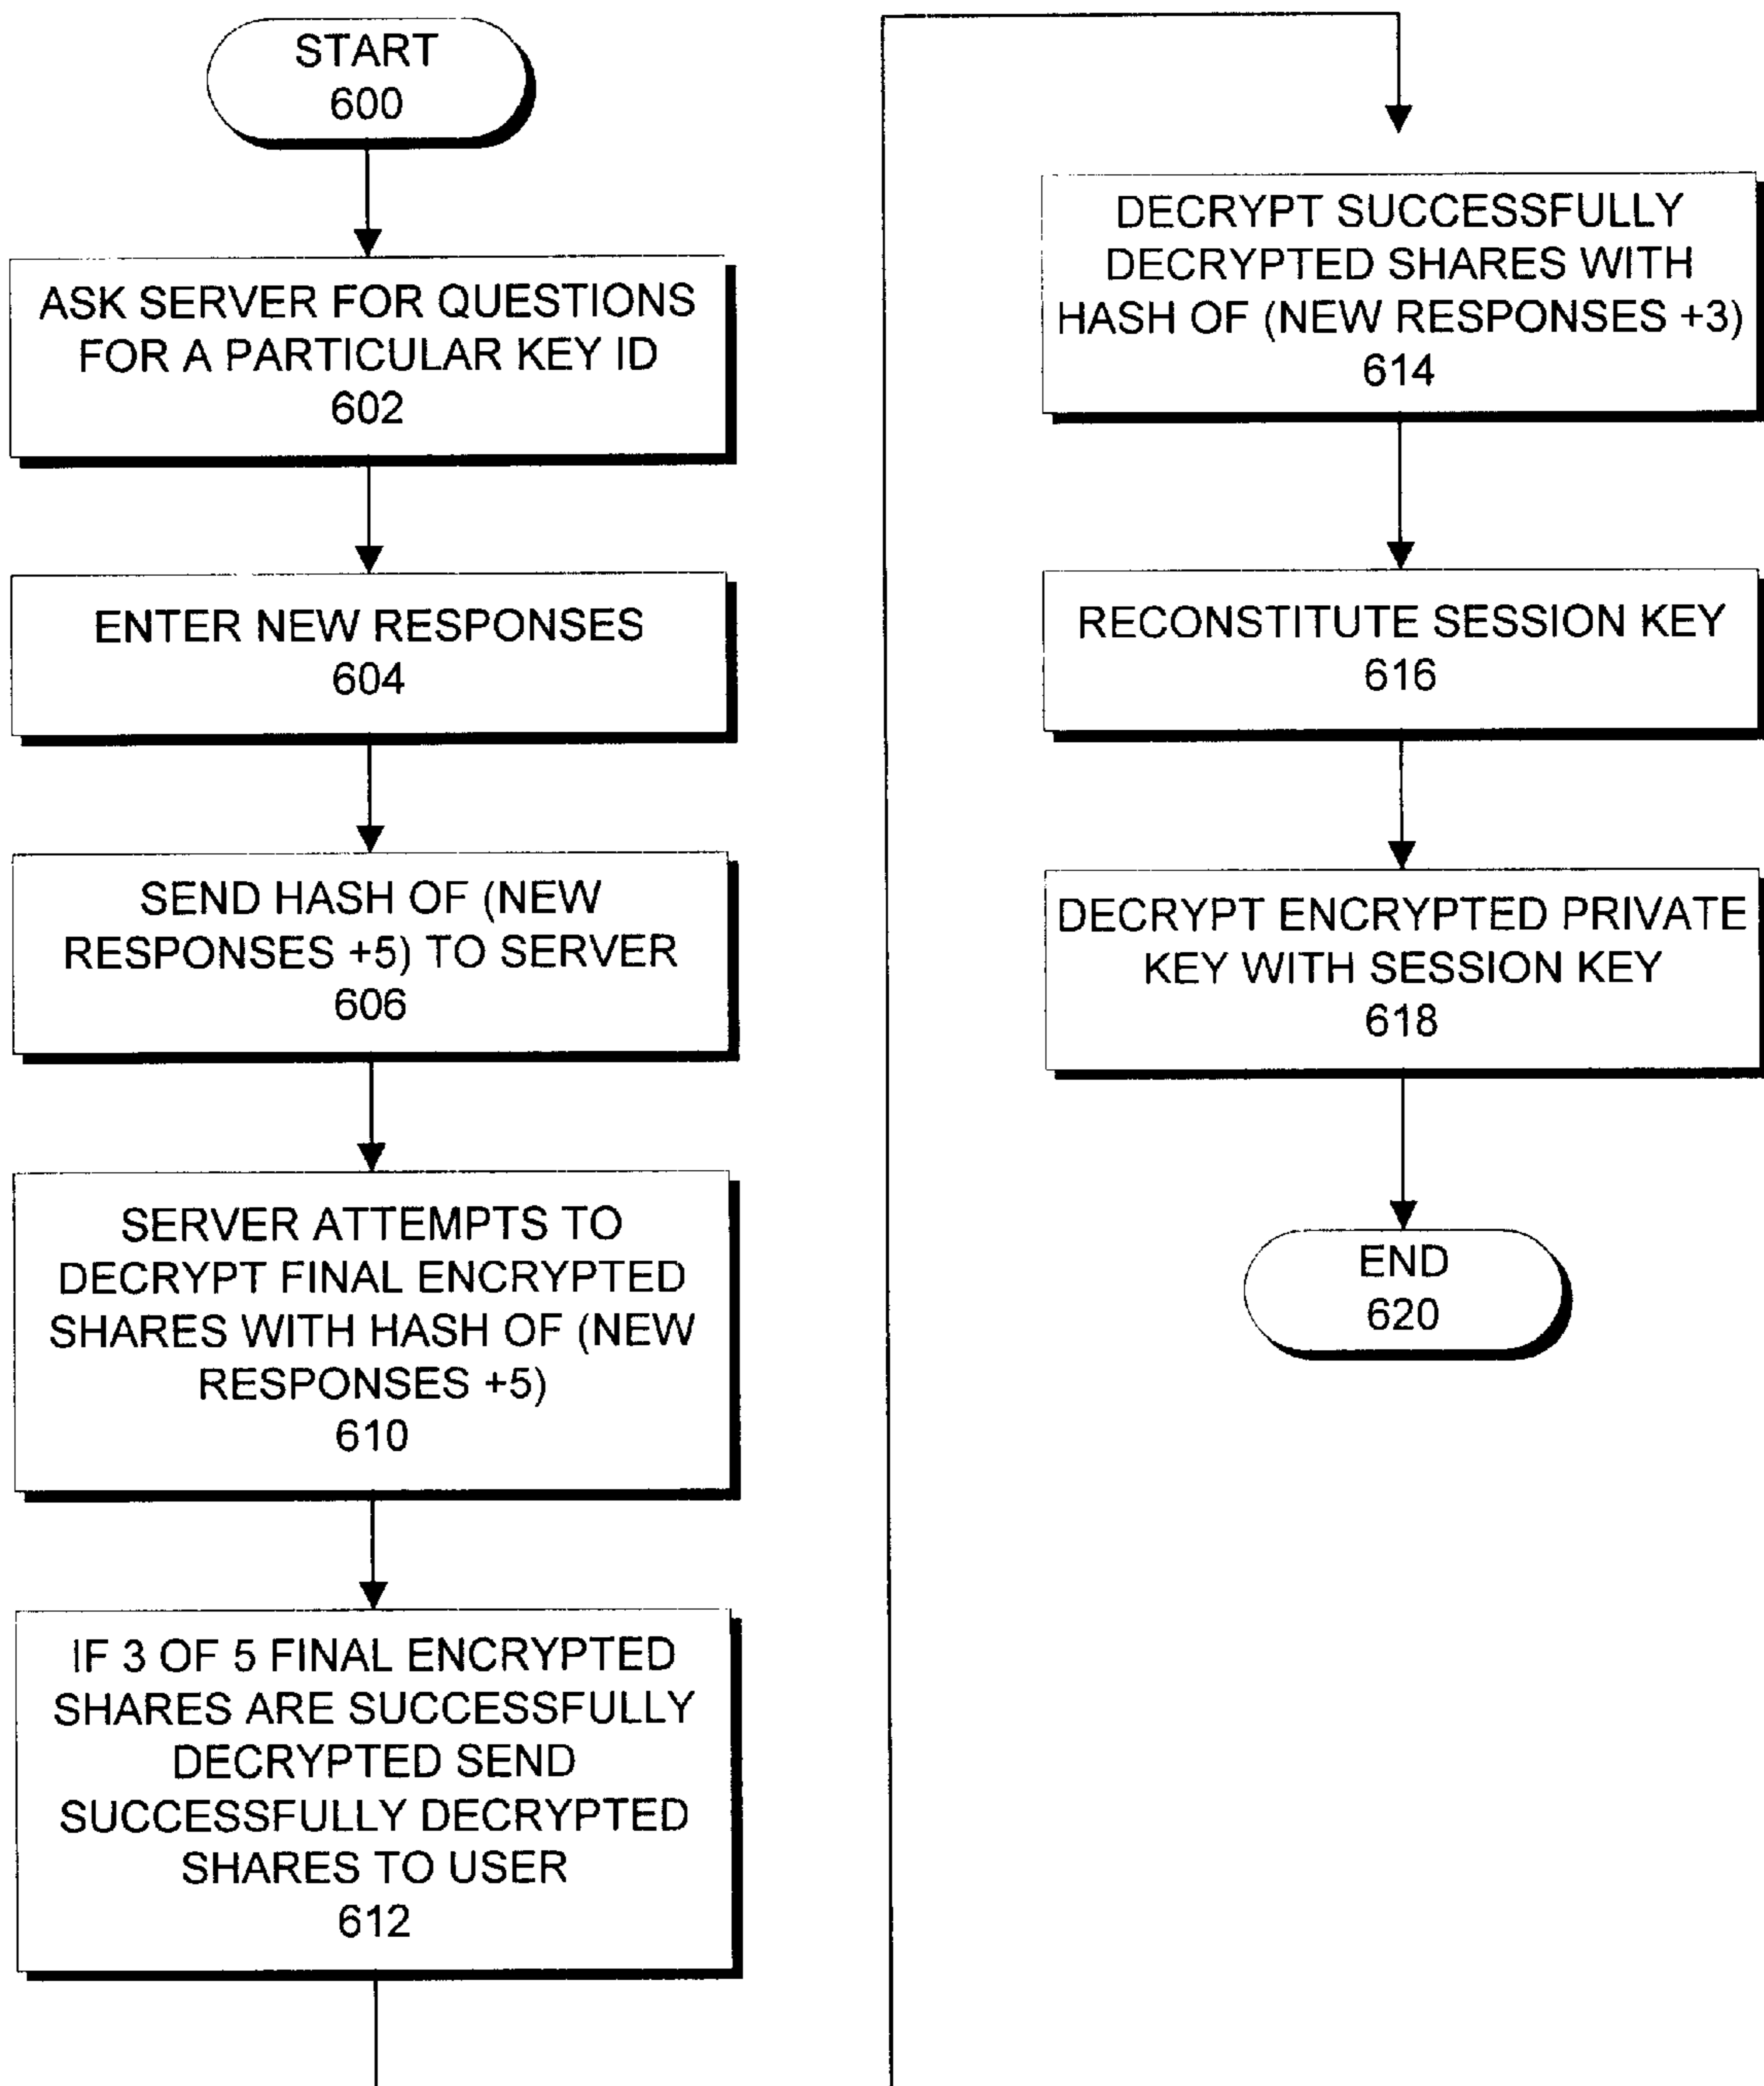 START
600
ASK SERVER FOR QUESTIONS
FOR A PARTICULAR KEY ID
602
ENTER NEW RESPONSES
604
SEND HASH OF (NEW
RESPONSES +5) TO SERVER
606
SERVER ATTEMPTS TO
DECRYPT FINAL ENCRYPTED
SHARES WITH HASH OF (NEW
RESPONSES +5)
610
IF 3 OF 5 FINAL ENCRYPTED
SHARES ARE SUCCESSFULLY
DECRYPTED SEND
SUCCESSFULLY DECRYPTED
SHARES TO USER
612
DECRYPT SUCCESSFULLY
DECRYPTED SHARES WITH
HASH OF (NEW RESPONSES +3)
614
RECONSTITUTE SESSION KEY
616
DECRYPT ENCRYPTED PRIVATE
KEY WITH SESSION KEY
618
END
620